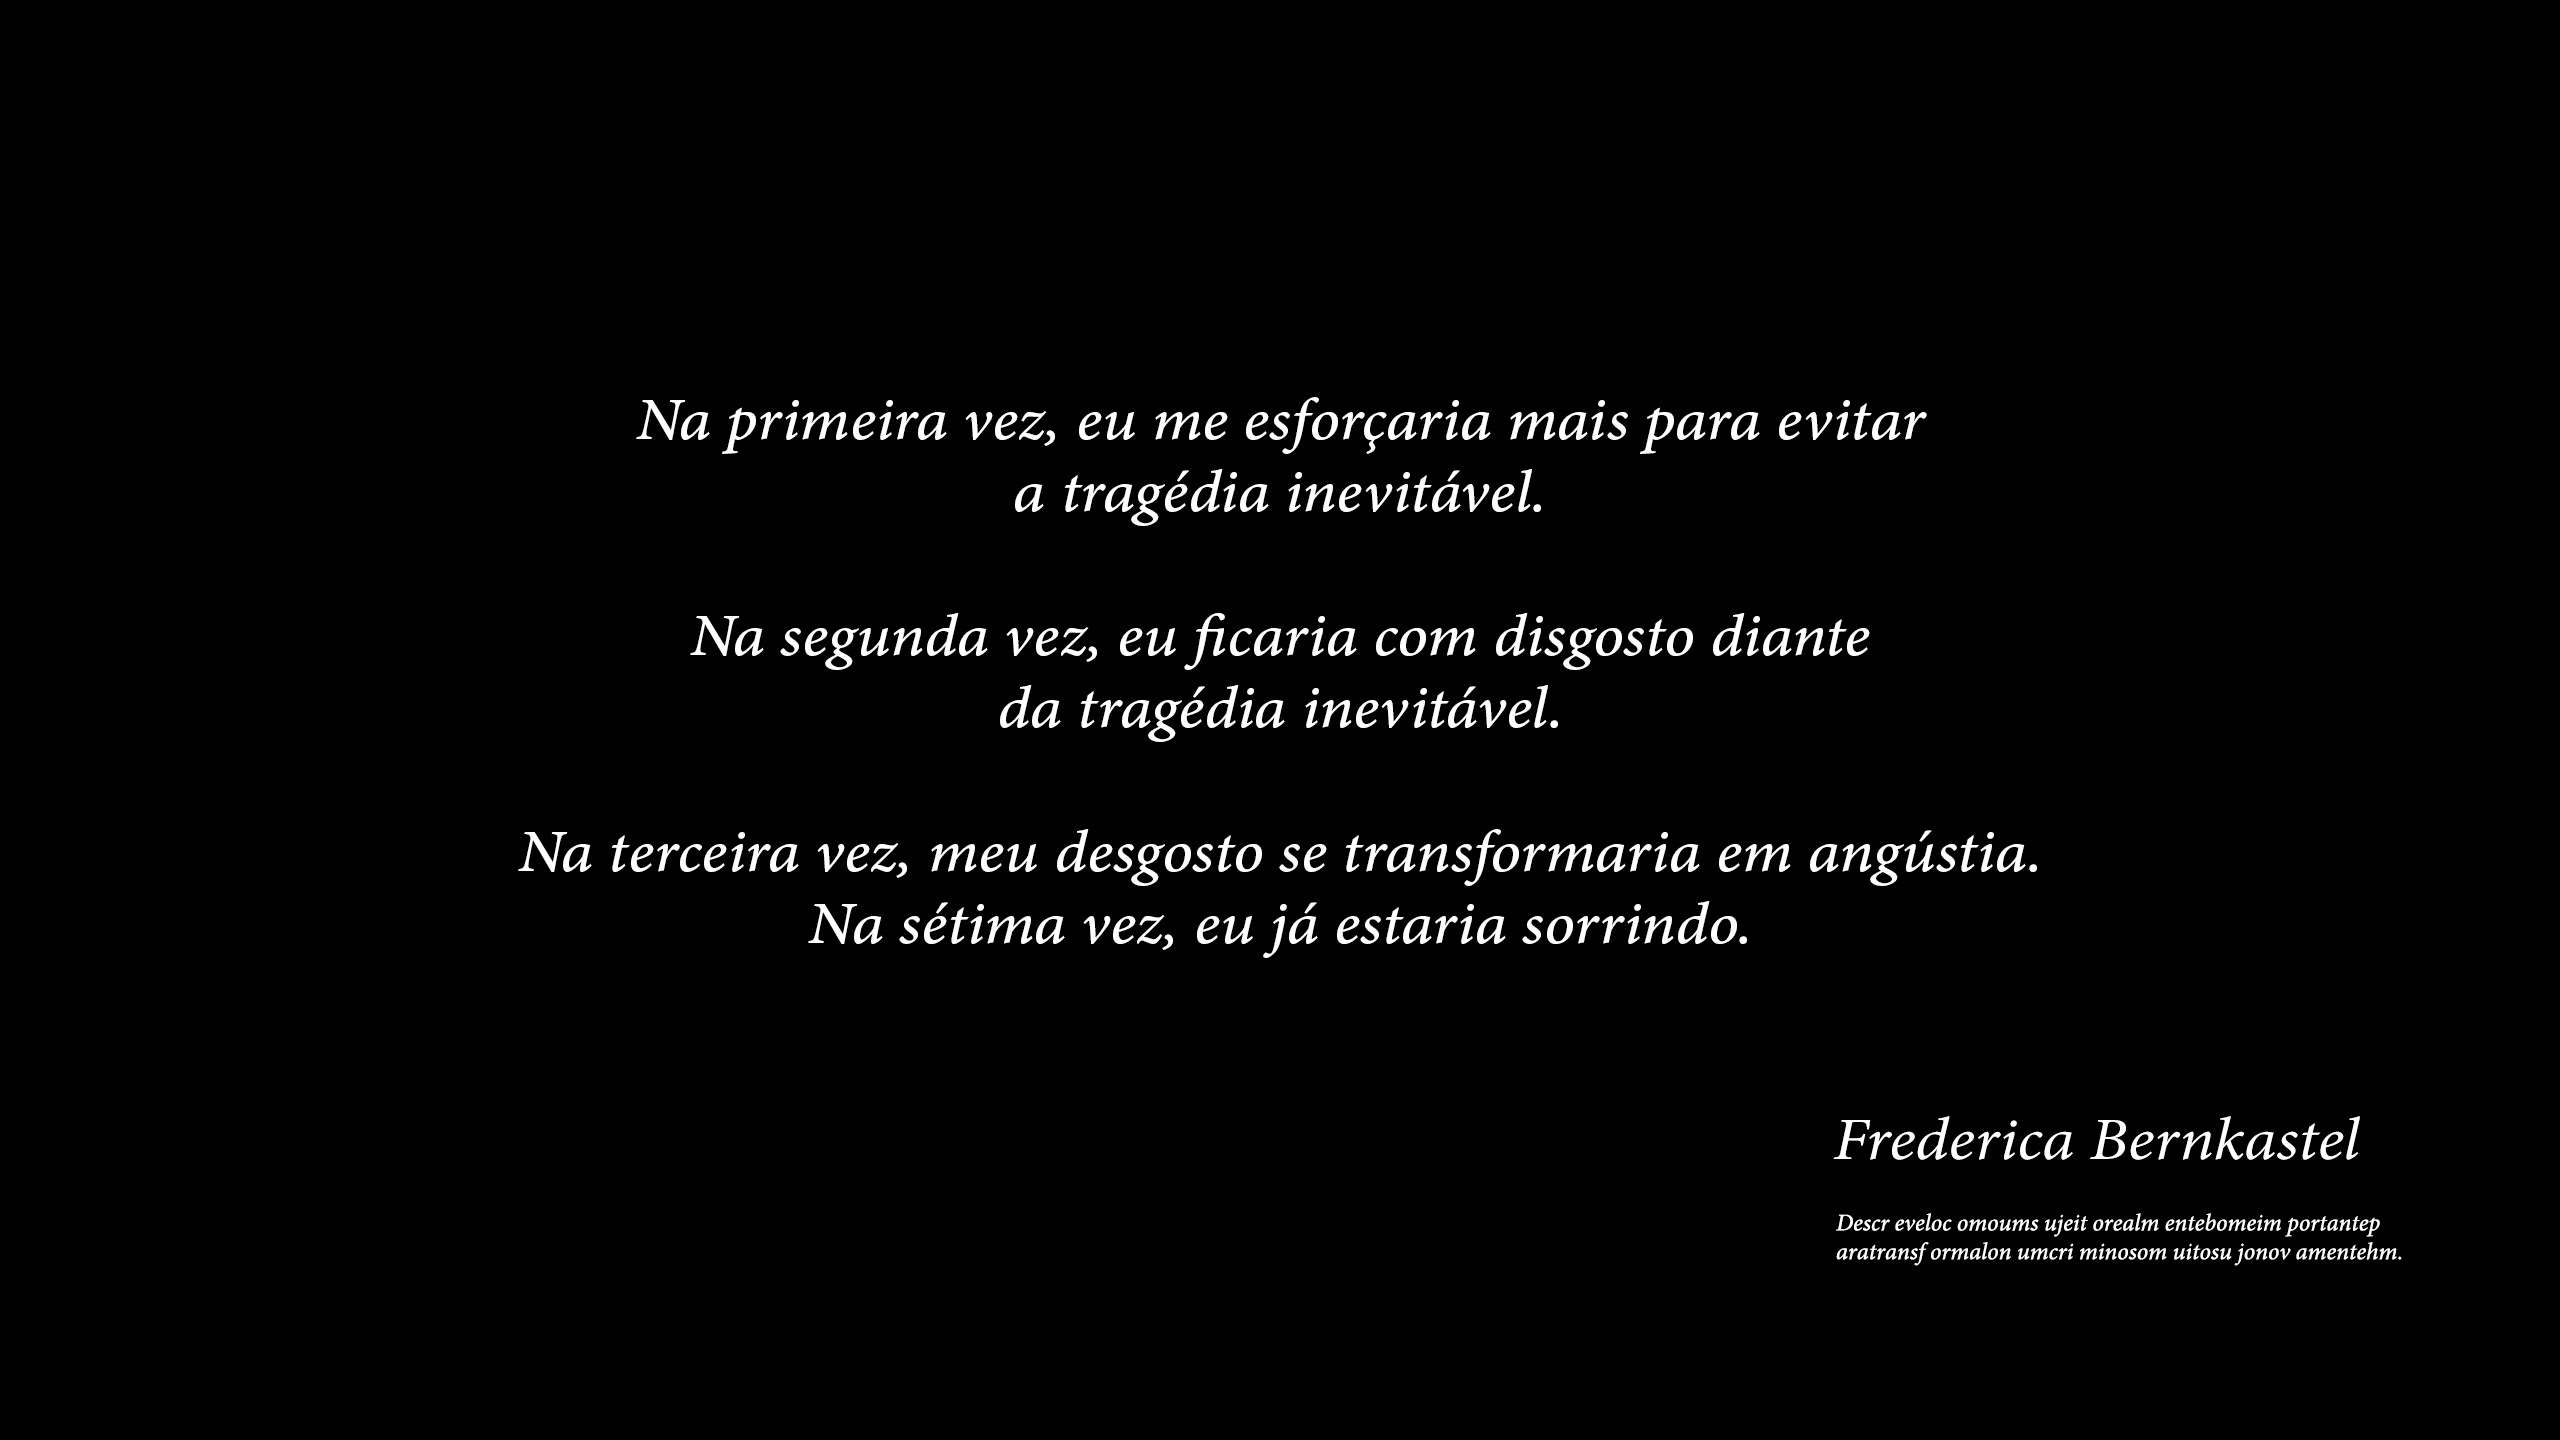 Na primeira vez, eu me esforçaria mais para evitar
a tragédia inevitável.
Na segunda vez, eu ficaria com disgosto diante
da tragédia inevitável.
Na terceira vez, meu desgosto se transformaria em angústia.
Na sétima vez, eu já estaria sorrindo.
Frederica Bernkastel
Descr eveloc omoums ujeit orealm entebomeim portantep
aratransf ormalon umcri minosom uitosu jonov amentehm.